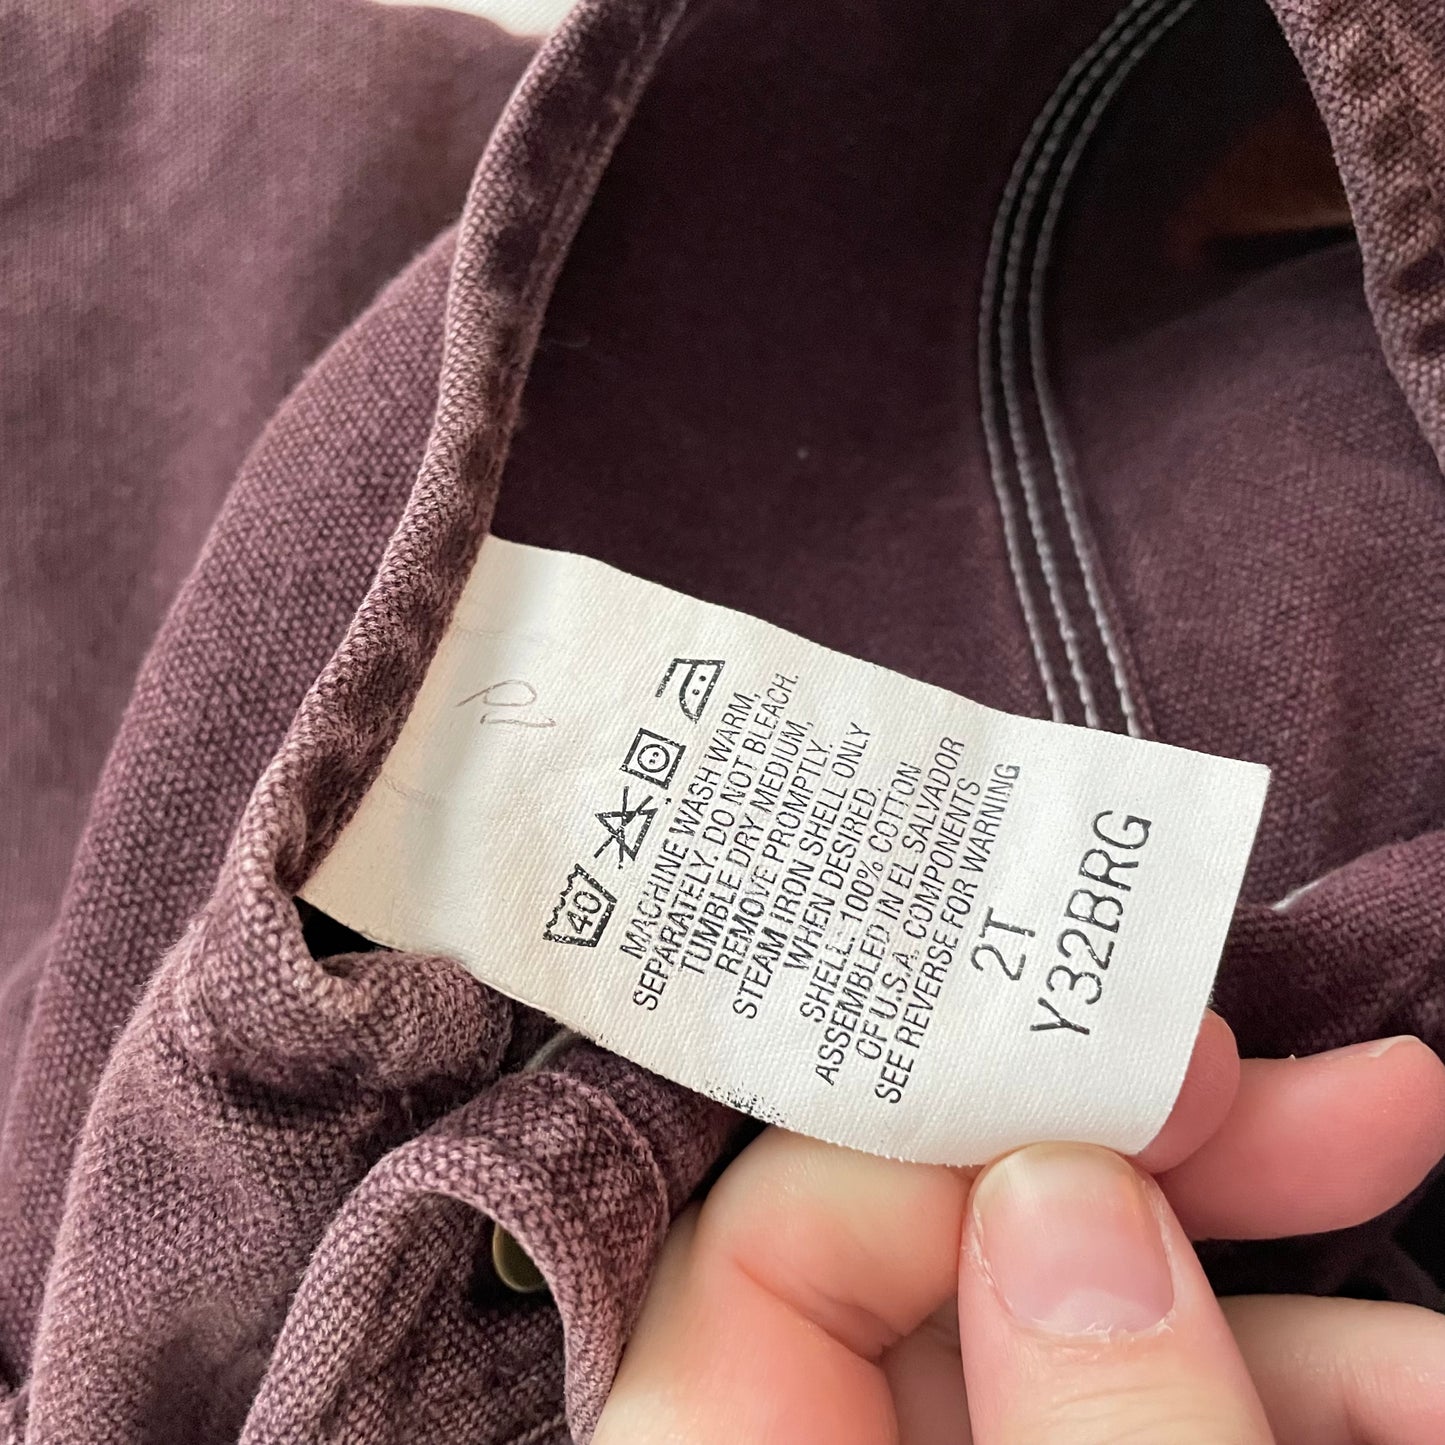 40
MACHINE WASH WARM,
SEPARATELY. DO NOT BLEACH.
TUMBLE DRY MEDIUM,
REMOVE PROMPTLY.
STEAM IRON SHELL ONLY
WHEN DESIRED.
SHELL: 100% COTTON
ASSEMBLED IN EL SALVADOR
OF U.S.A. COMPONENTS
SEE REVERSE FOR WARNING
2T
Y32BRG